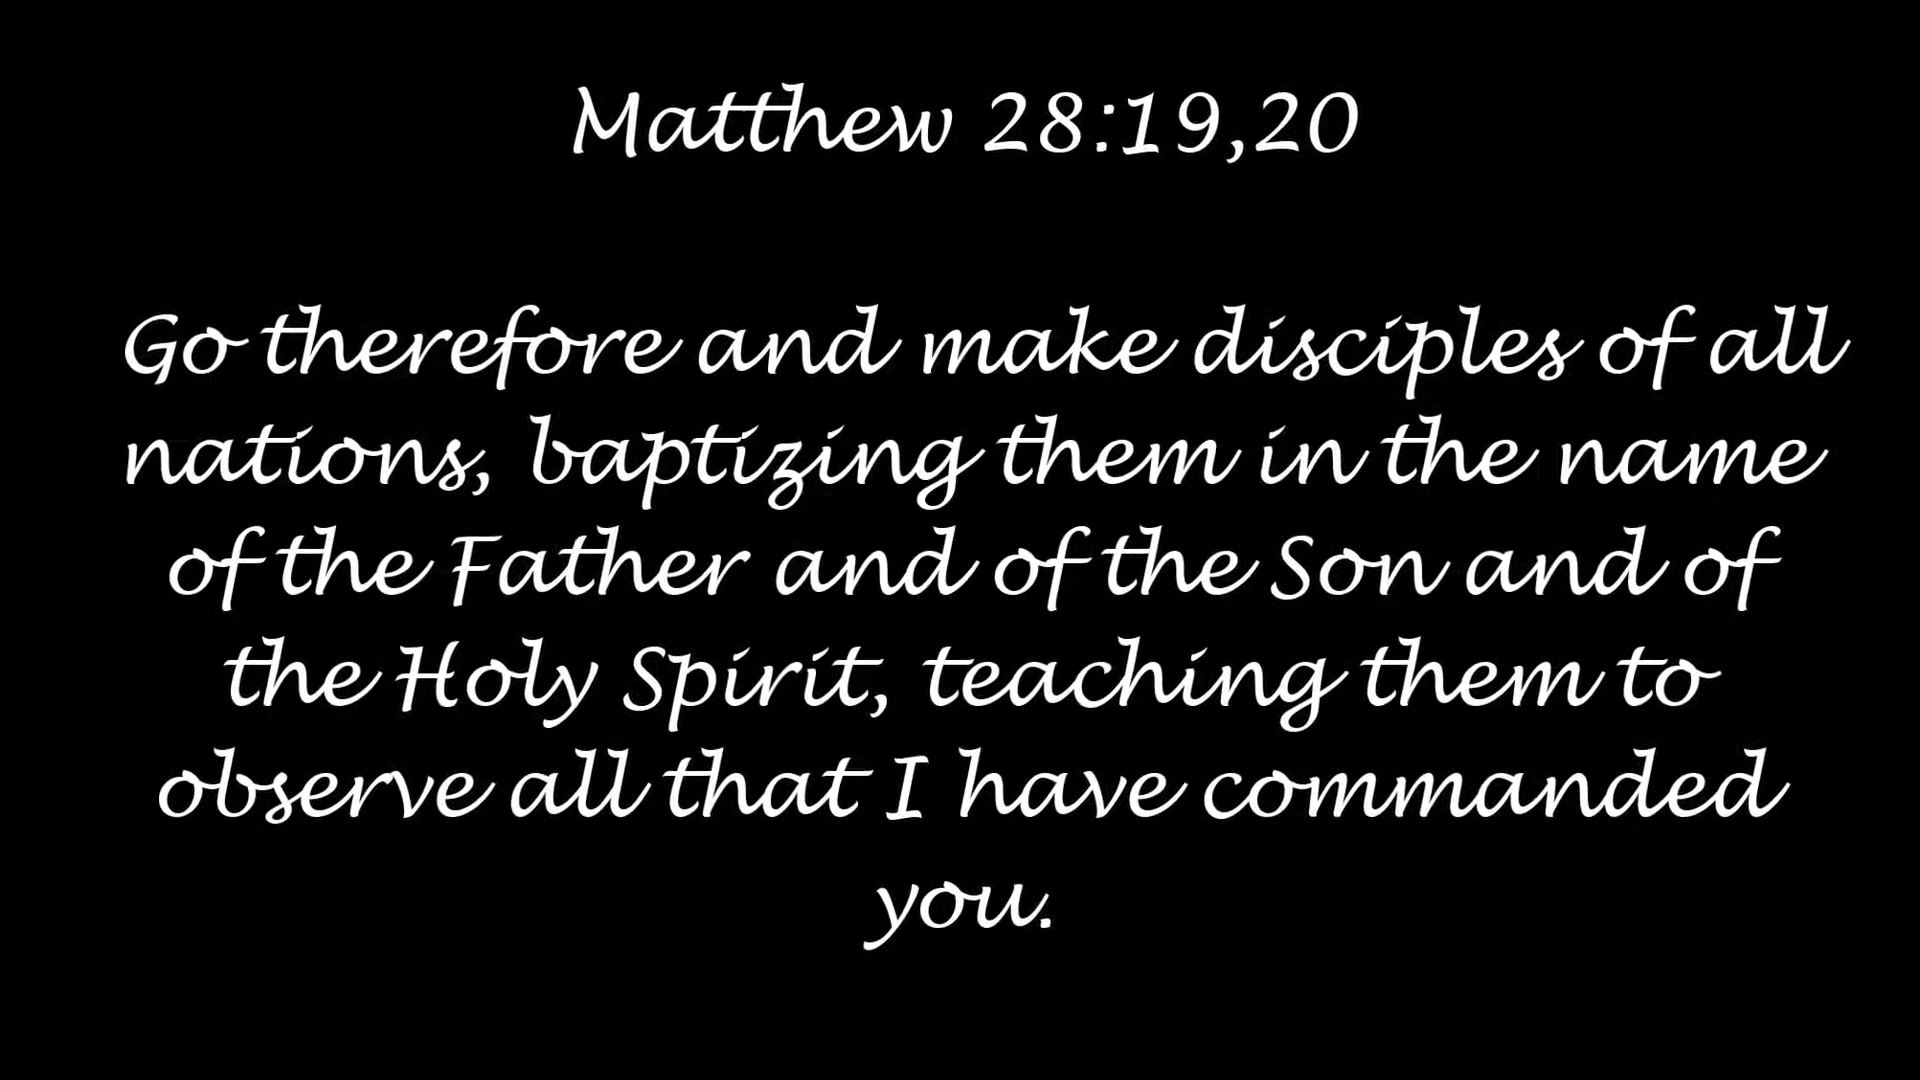 Matthew 28:19,20
Go therefore and make disciples of all
nations, baptizing them in the name
of the Father and of the Son and of
the Holy Spirit, teaching them to
observe all that I have commanded
you.